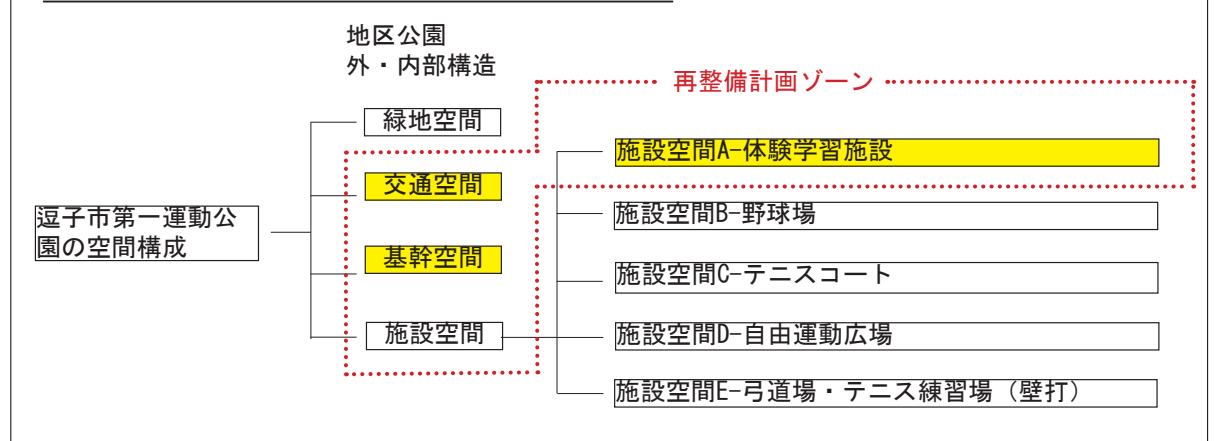 地区公園
外・内部構造
再整備計画ゾーン
緑地空間
交通空間
基幹空間
施設空間
逗子市第一運動公
園の空間構成
施設空間A-体験学習施設
施設空間B-野球場
施設空間C-テニスコート
施設空間D-自由運動広場
施設空間E-弓道場・テニス練習場（壁打）